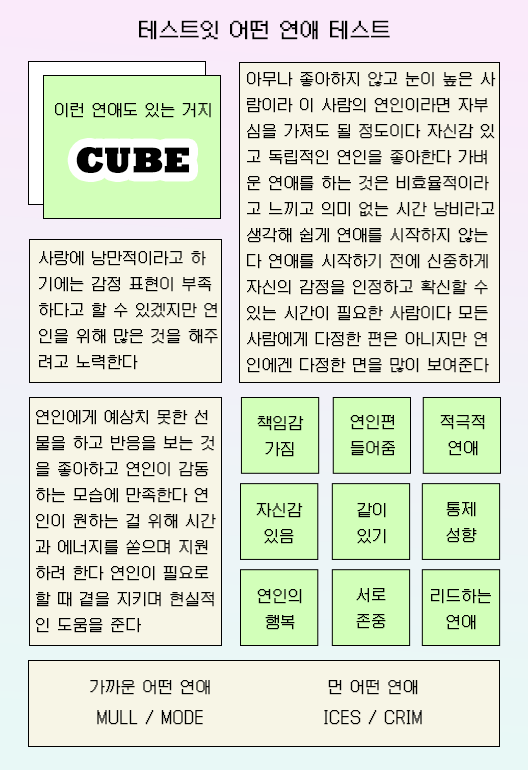 테스트잇 어떤 연애 테스트
이런 연애도 있는 거지
CUBE
아무나 좋아하지 않고 눈이 높은 사
람이라 이 사람의 연인이라면 자부
심을 가져도 될 정도이다 자신감 있
고 독립적인 연인을 좋아한다 가벼
운 연애를 하는 것은 비효율적이라
고 느끼고 의미 없는 시간 낭비라고
생각해 쉽게 연애를 시작하지 않는
다 연애를 시작하기 전에 신중하게
자신의 감정을 인정하고 확신할 수
있는 시간이 필요한 사람이다 모든
사람에게 다정한 편은 아니지만 연
인에겐 다정한 면을 많이 보여준다
사랑에 낭만적이라고 하
기에는 감정 표현이 부족
하다고 할 수 있겠지만 연
인을 위해 많은 것을 해주
려고 노력한다
연인에게 예상치 못한 선
물을 하고 반응을 보는 것
을 좋아하고 연인이 감동
하는 모습에 만족한다 연
인이 원하는 걸 위해 시간
과 에너지를 쏟으며 지원
하려 한다 연인이 필요로
할 때 곁을 지키며 현실적
인 도움을 준다
책임감
가짐
연인편
들어줌
적극적
연애
자신감
있음
같이
있기
통제
성향
연인의
행복
서로
존중
리드하는
연애
가까운 어떤 연애
MULL / MODE
먼 어떤 연애
ICES / CRIM